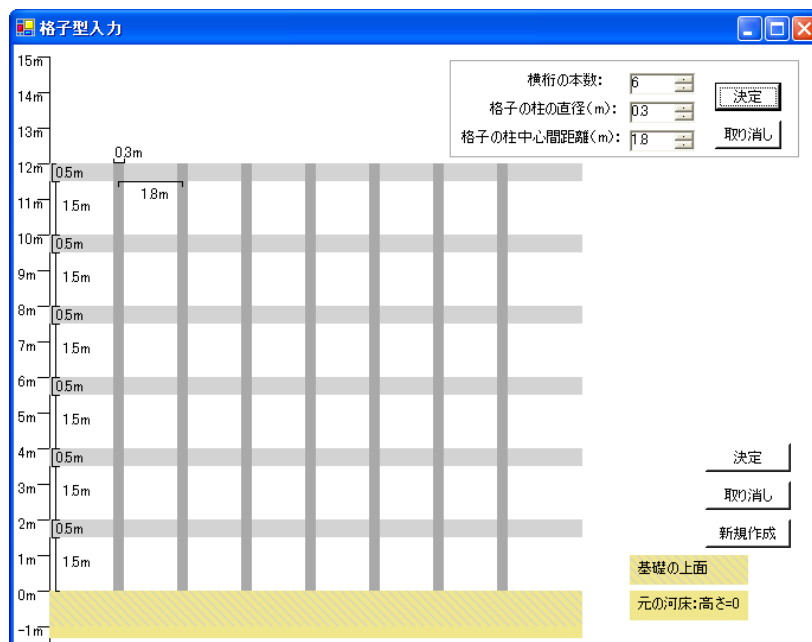 格子型入力
15m
14m
13m
12m
11m
10m
9m
8m
7m
6m
5m
4m
3m
2m
1m
0m
-1m
0.3m
1.8m
0.5m
1.5m
0.5m
1.5m
0.5m
1.5m
0.5m
1.5m
0.5m
1.5m
0.5m
1.5m
横桁の本数: 6
格子の柱の直径(m): 0.3
格子の柱中心間距離(m): 1.8
決定
取り消し
決定
取り消し
新規作成
基礎の上面
元の河床:高さ=0